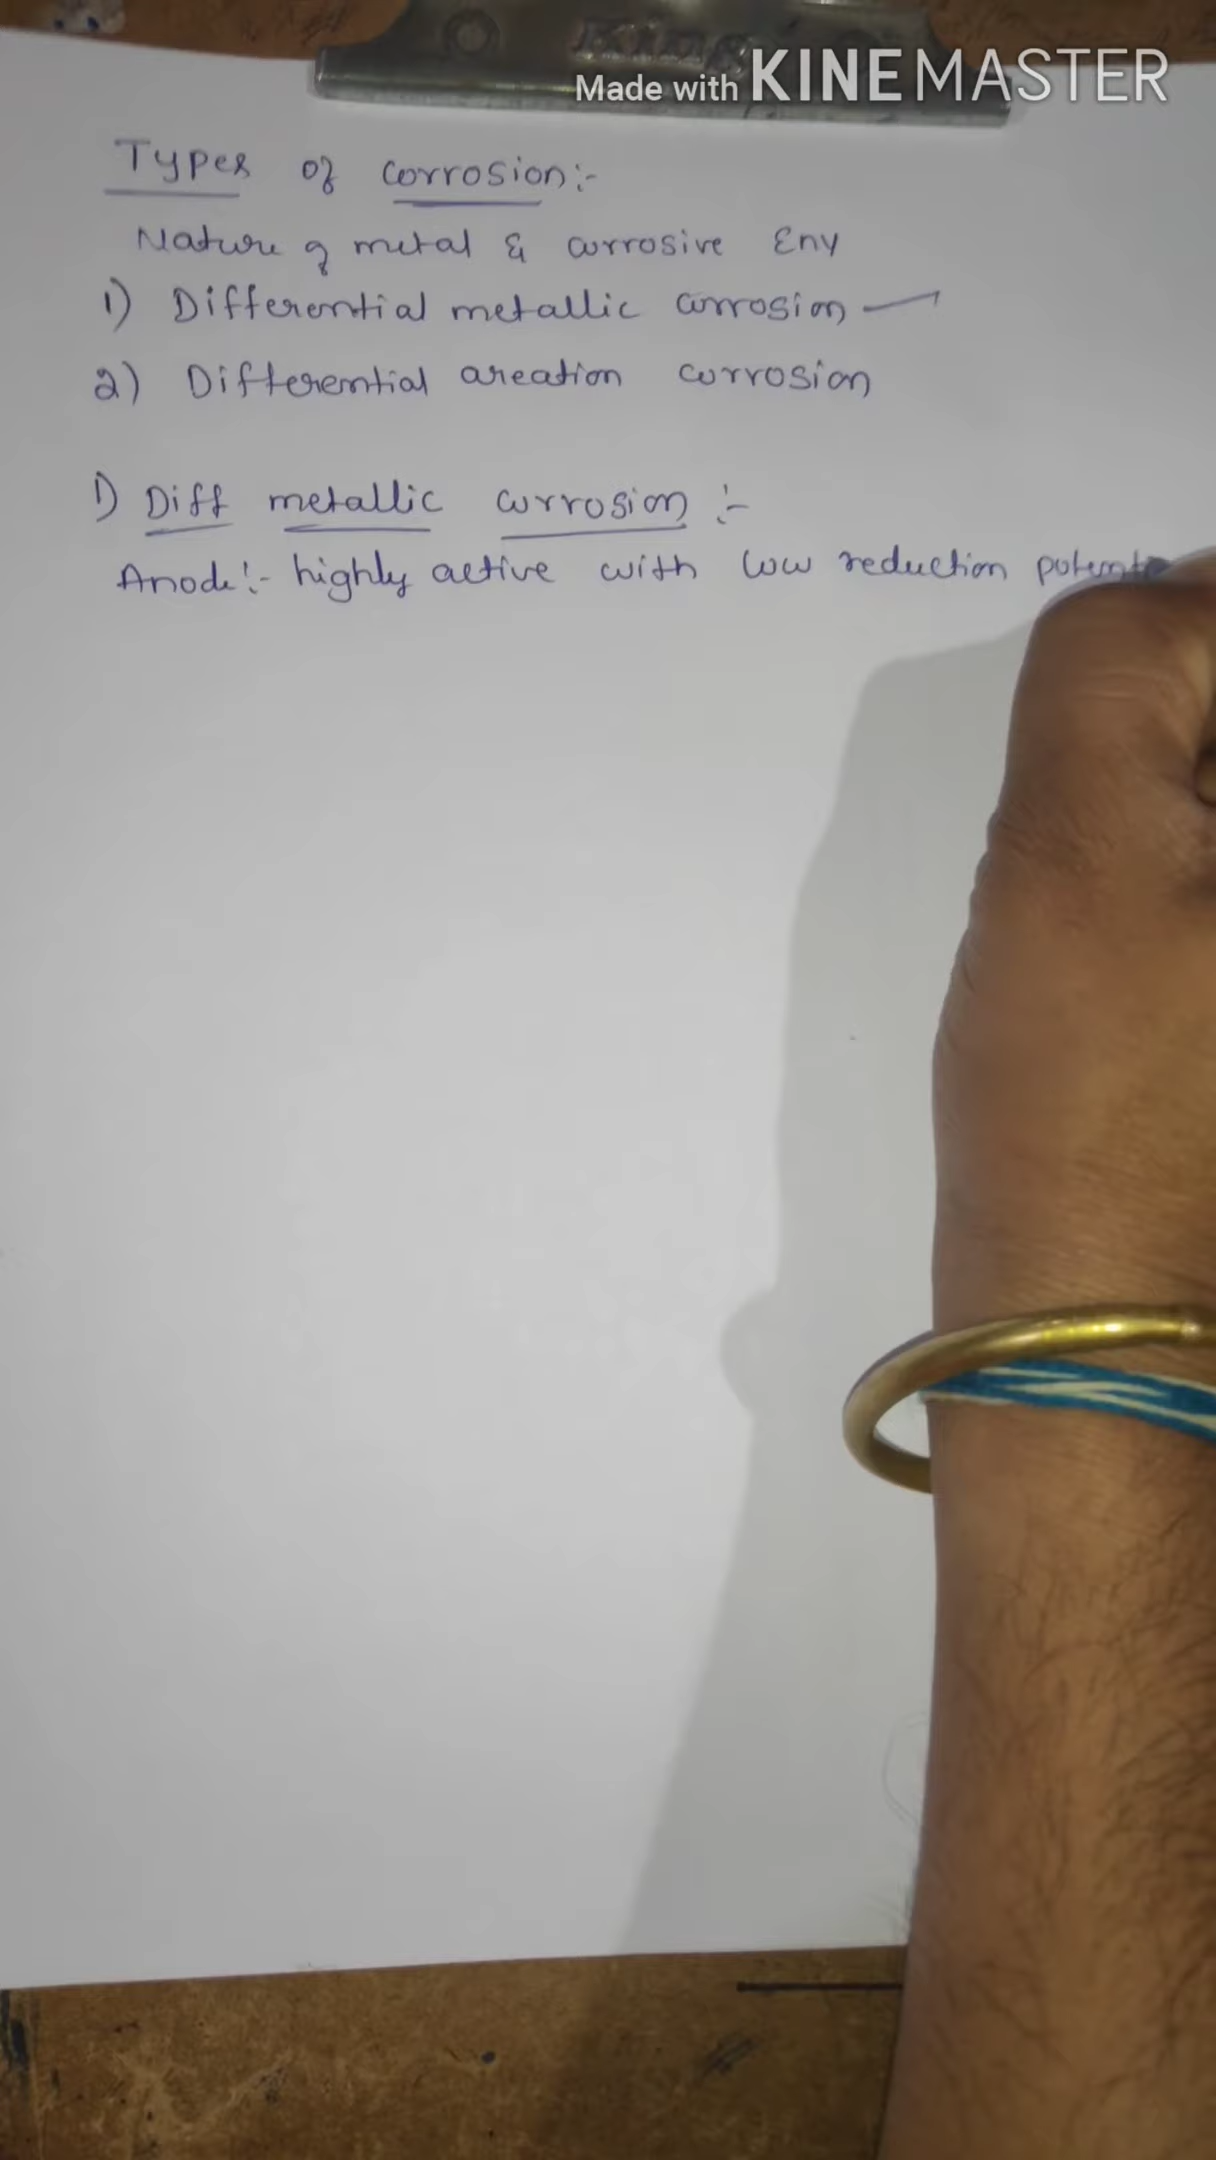 Made with KINEMASTER
Types of corrosion:-
Nature of metal & corrosive Env
1) Differential metallic corrosion
2) Differential areation corrosion
1) Diff metallic corrosion :-
Anode:- highly active with low reduction